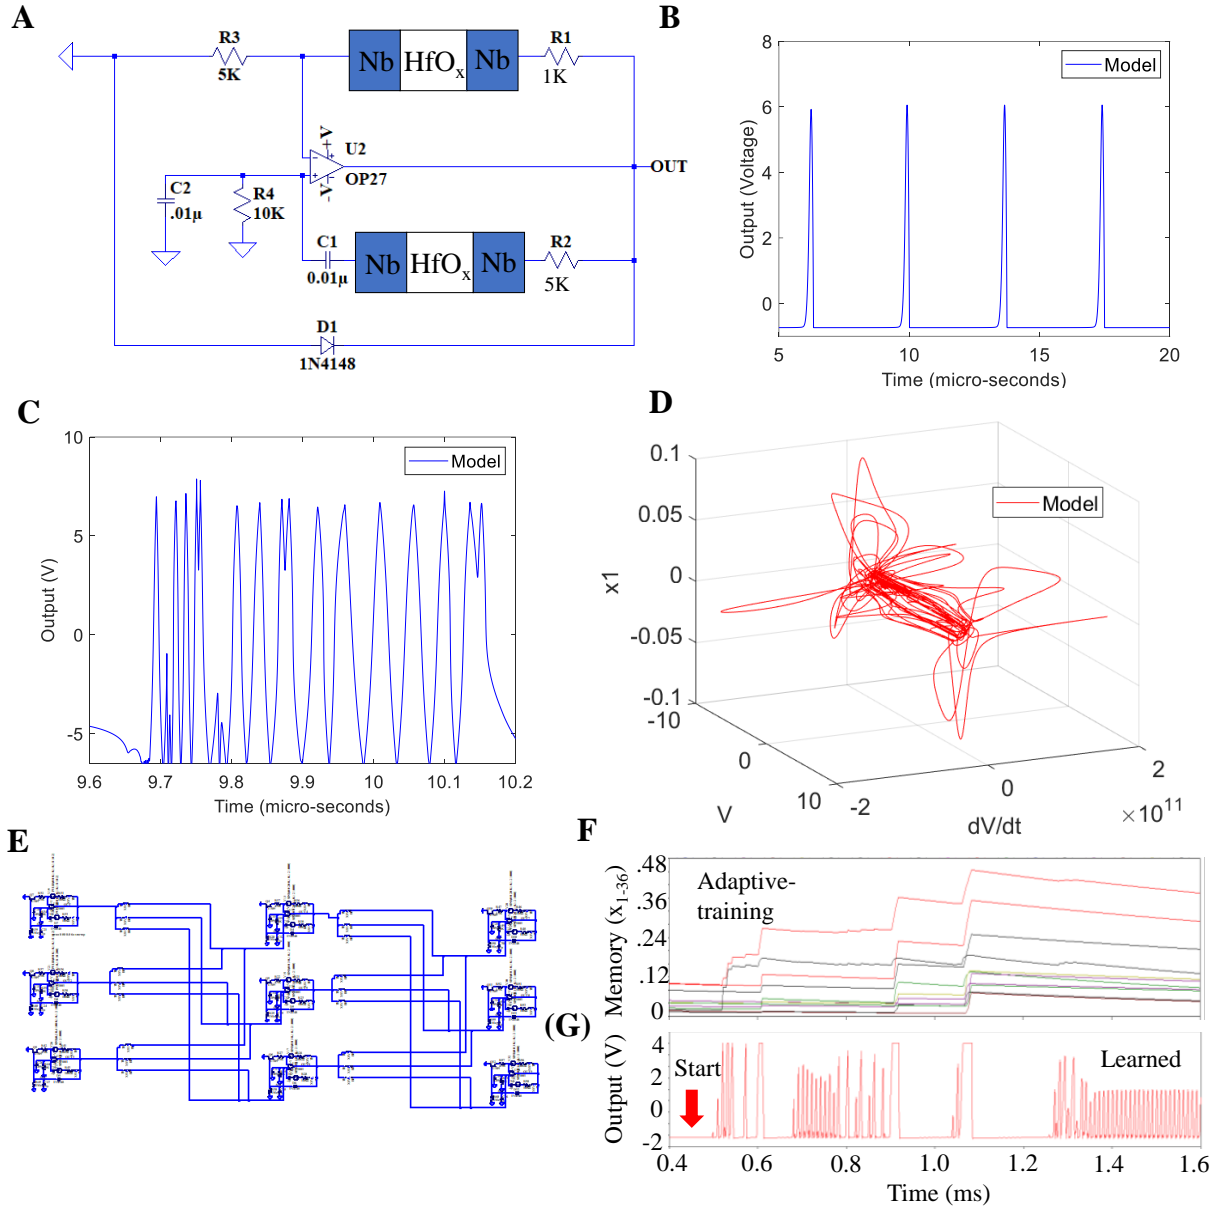 A
R3
5K
Nb HfOx Nb
R1
1K
+V
U2
OP27
-V
OUT
C2
.01µ
R4
10K
C1
0.01µ
Nb HfOx Nb
R2
5K
D1
1N4148
B
8
6
4
2
0
Output (Voltage)
Model
5 10 15 20
Time (micro-seconds)
C
10
5
0
-5
Output (V)
Model
9.6 9.7 9.8 9.9 10 10.1 10.2
Time (micro-seconds)
D
0.1
0.05
0
-0.05
-0.1
x1
Model
-10
0
10
V
-2
0
2
×10^11
dV/dt
E
F
.48
.36
.24
.12
0
Memory (x1-36)
Adaptive-
training
(G)
4
2
0
-2
Output (V)
Start
Learned
0.4 0.6 0.8 1.0 1.2 1.4 1.6
Time (ms)